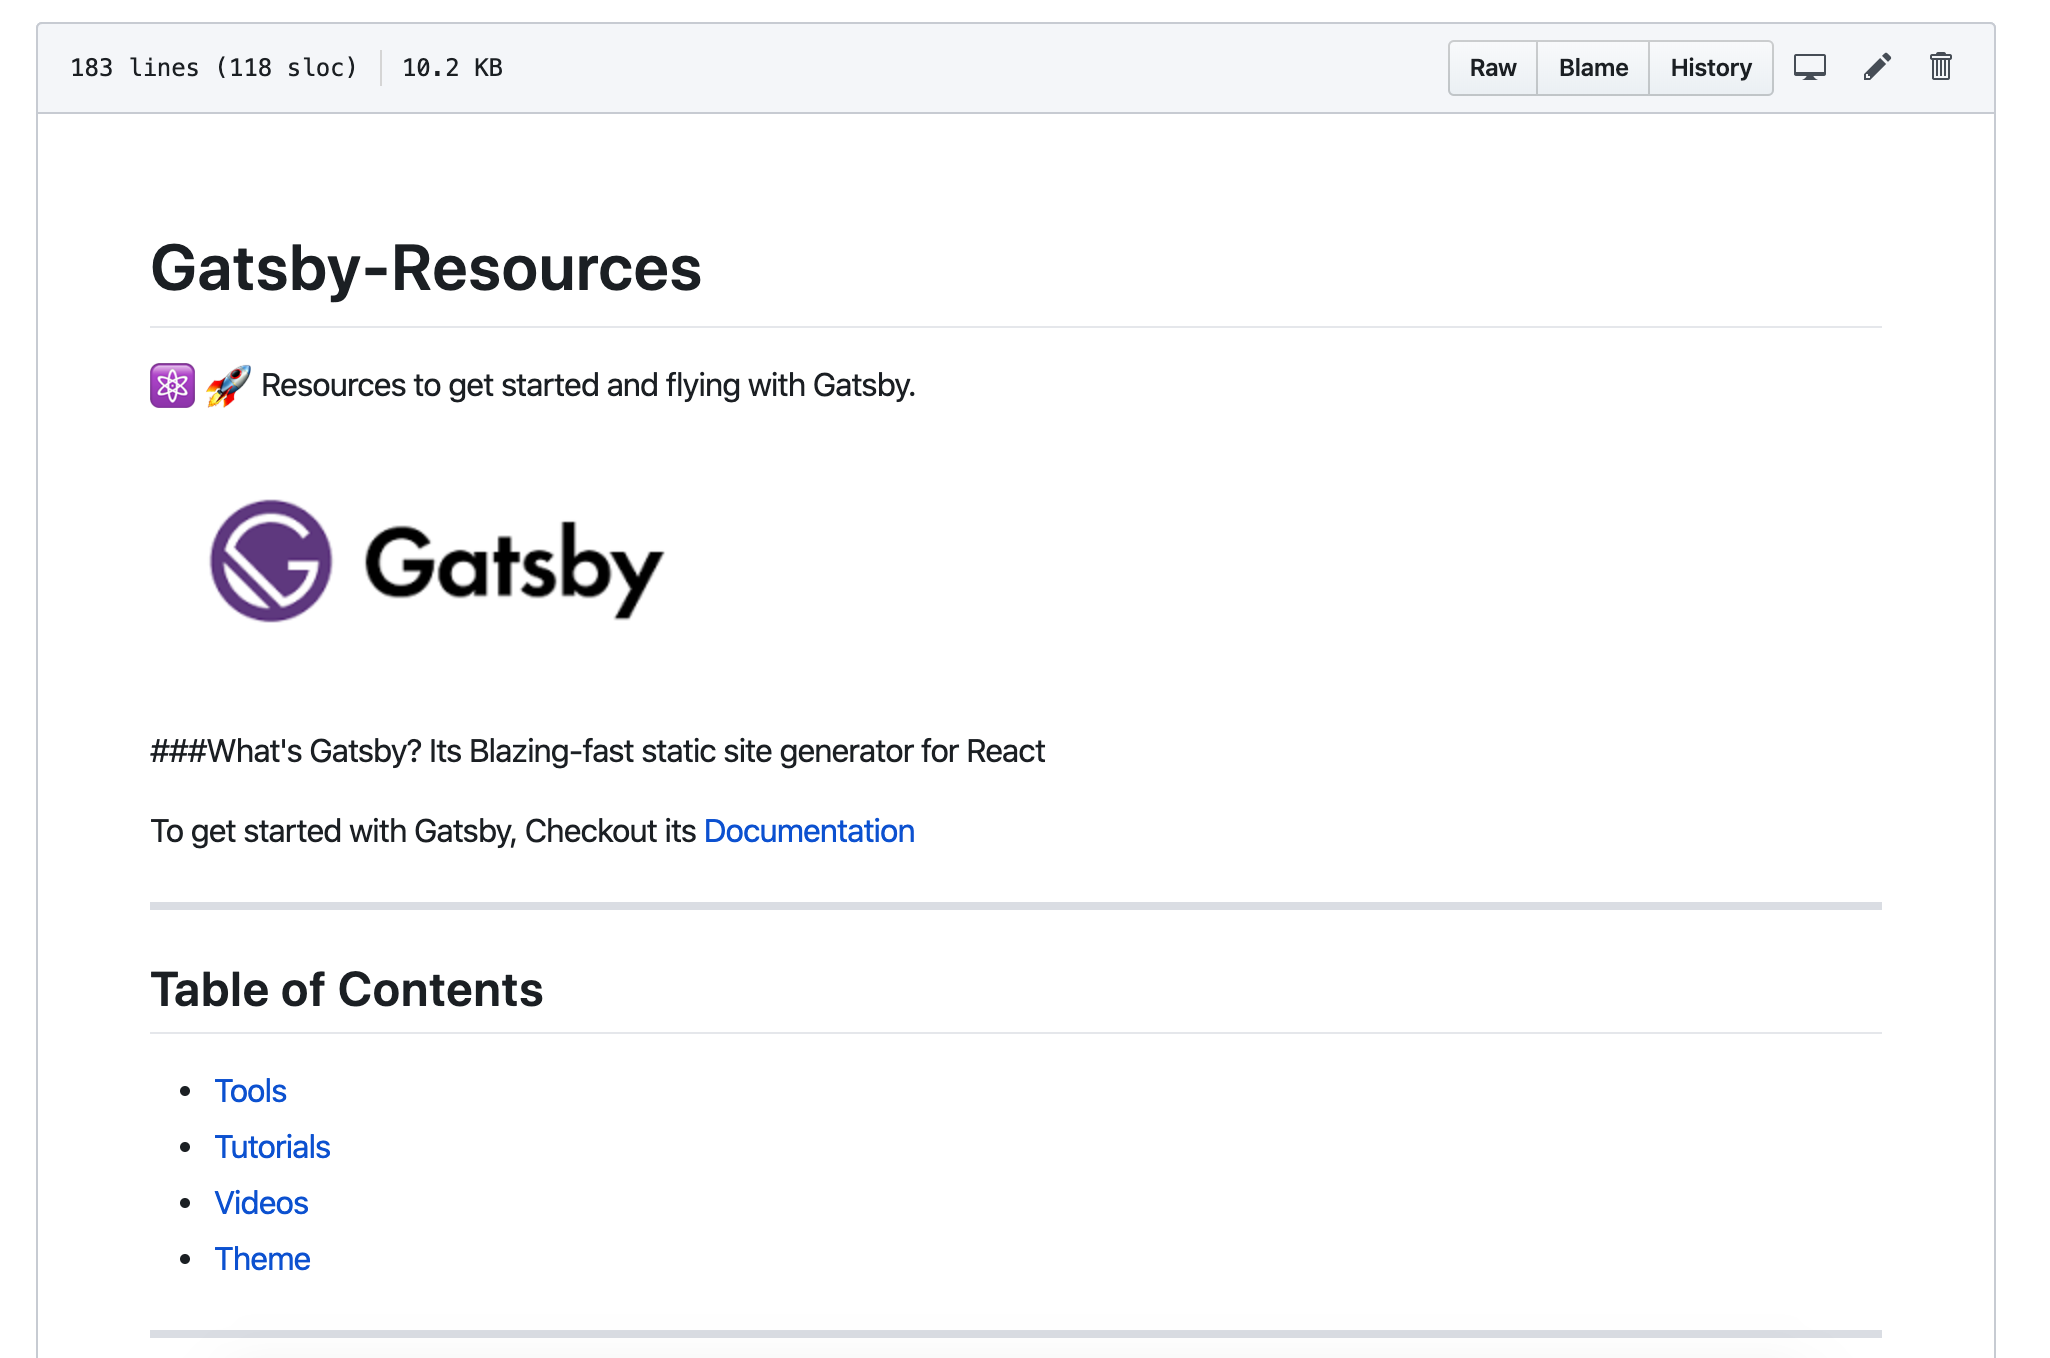 183 lines (118 sloc) 10.2 KB Raw Blame History
Gatsby-Resources
⚛️ 🚀 Resources to get started and flying with Gatsby.
Gatsby
###What's Gatsby? Its Blazing-fast static site generator for React
To get started with Gatsby, Checkout its Documentation
Table of Contents
• Tools
• Tutorials
• Videos
• Theme